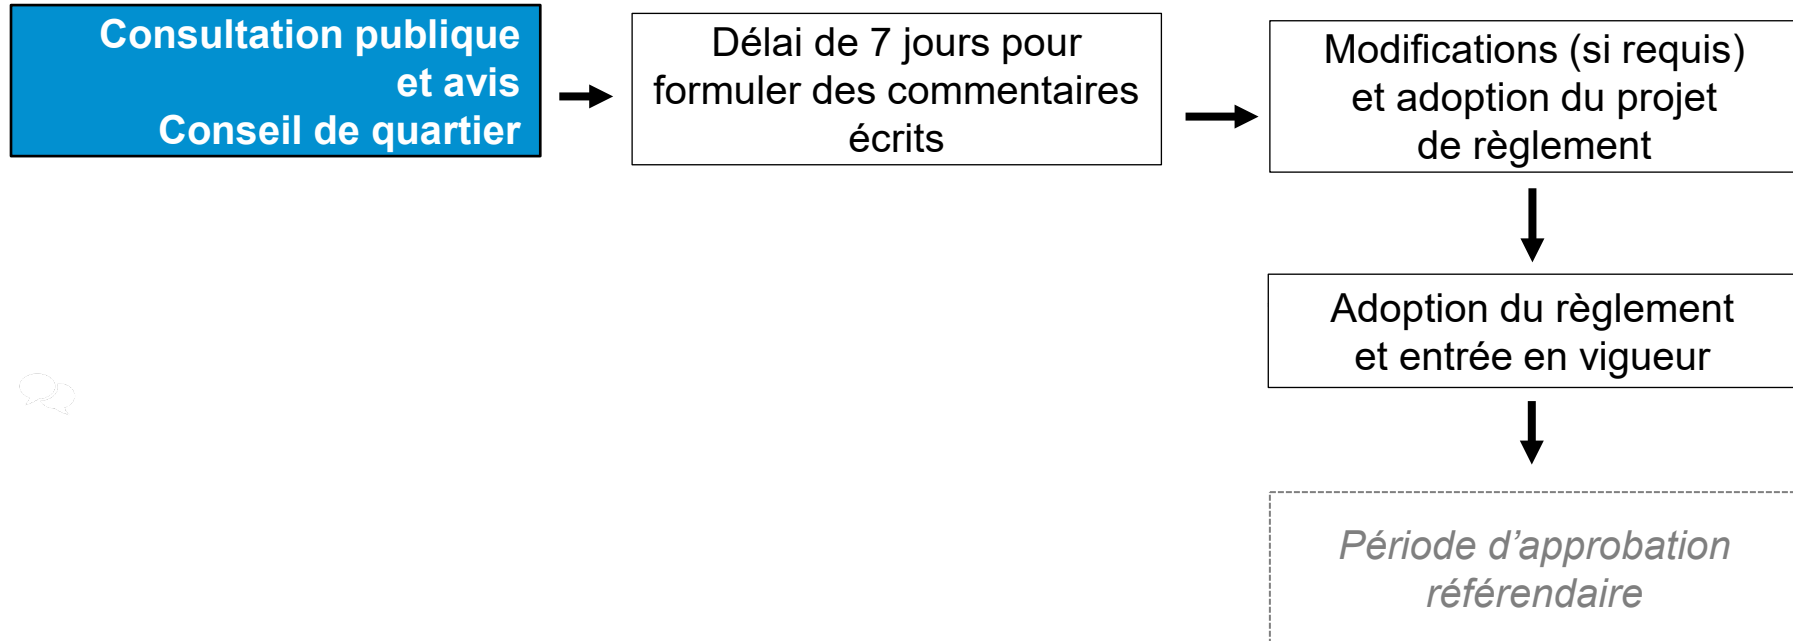 Consultation publique
et avis
Conseil de quartier
Délai de 7 jours pour
formuler des commentaires
écrits
Modifications (si requis)
et adoption du projet
de règlement
Adoption du règlement
et entrée en vigueur
Période d’approbation
référendaire